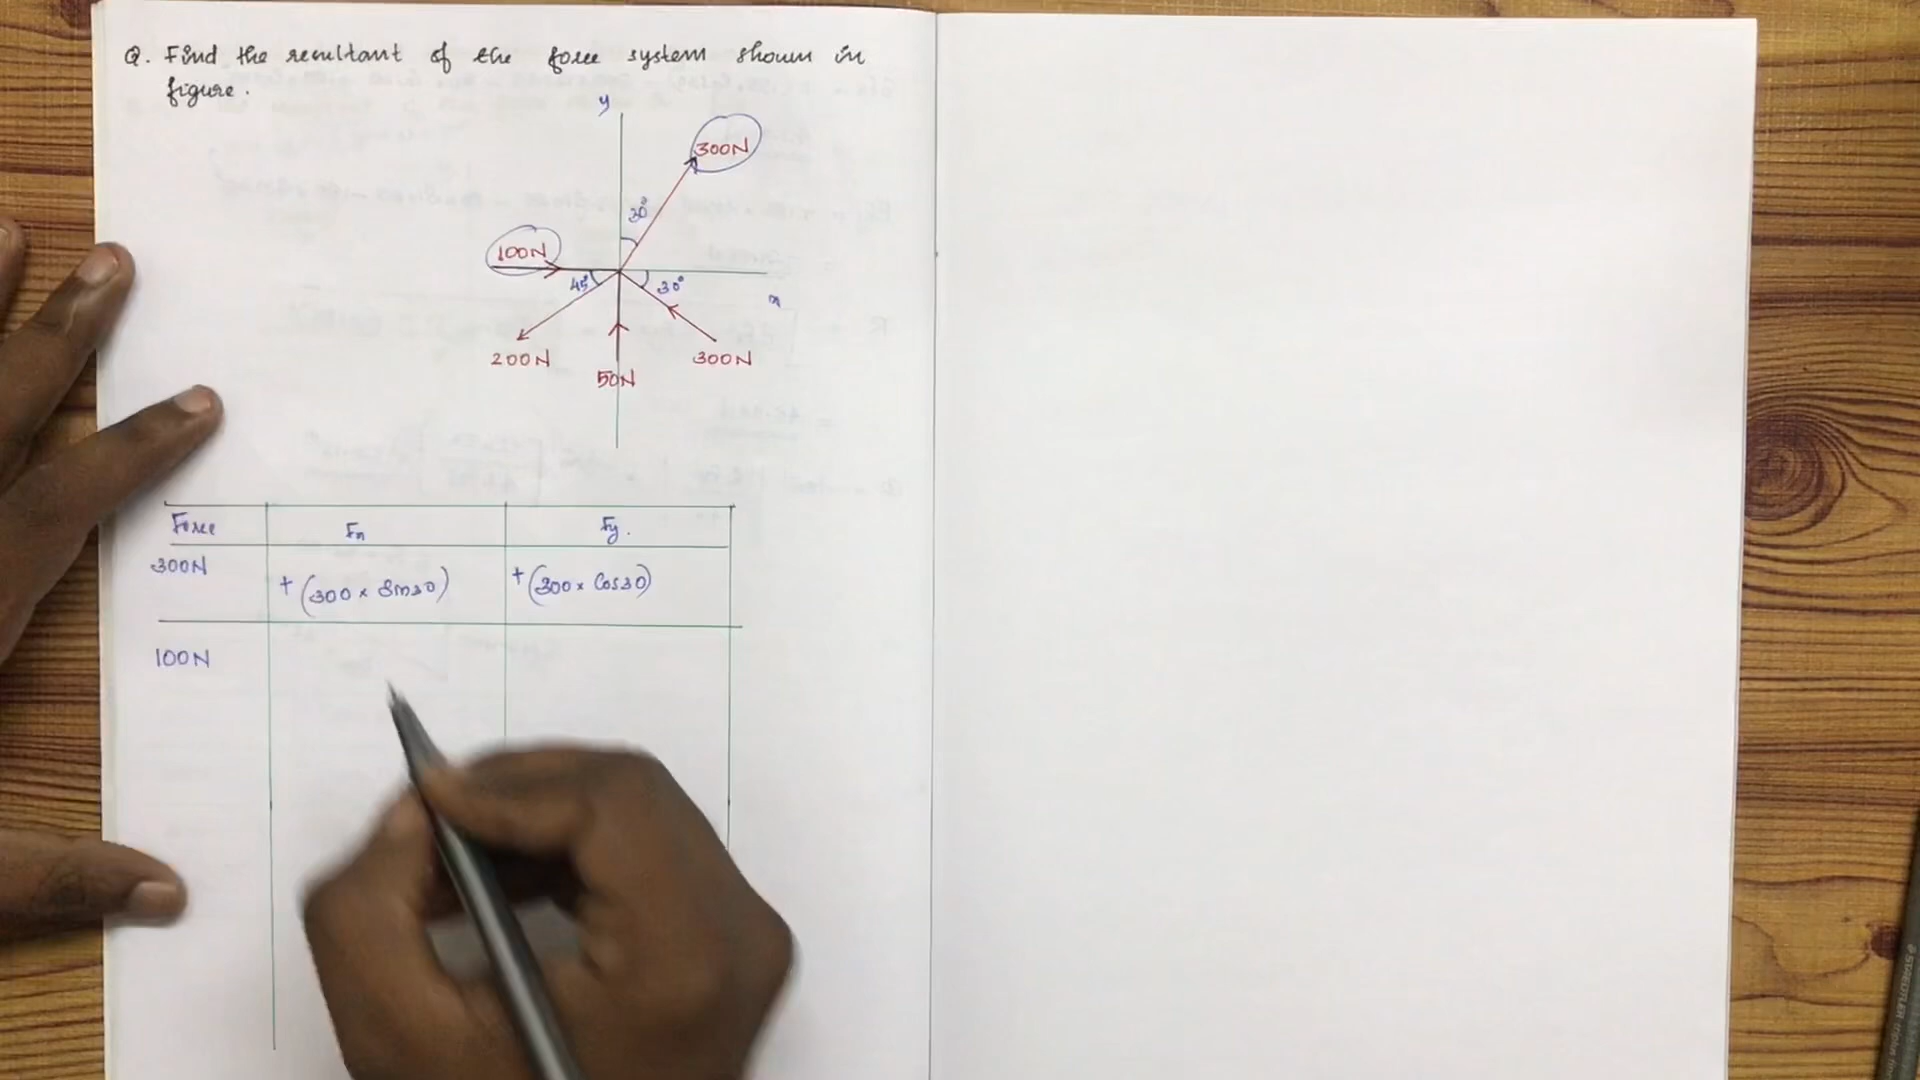 Q. Find the resultant of the force system shown in
figure.
y
300N
30°
100N
45°
30°
x
200N
300N
50N
Force Fx Fy.
300N +(300 × Sin30) +(300 × Cos30)
100N
STAEDTLER